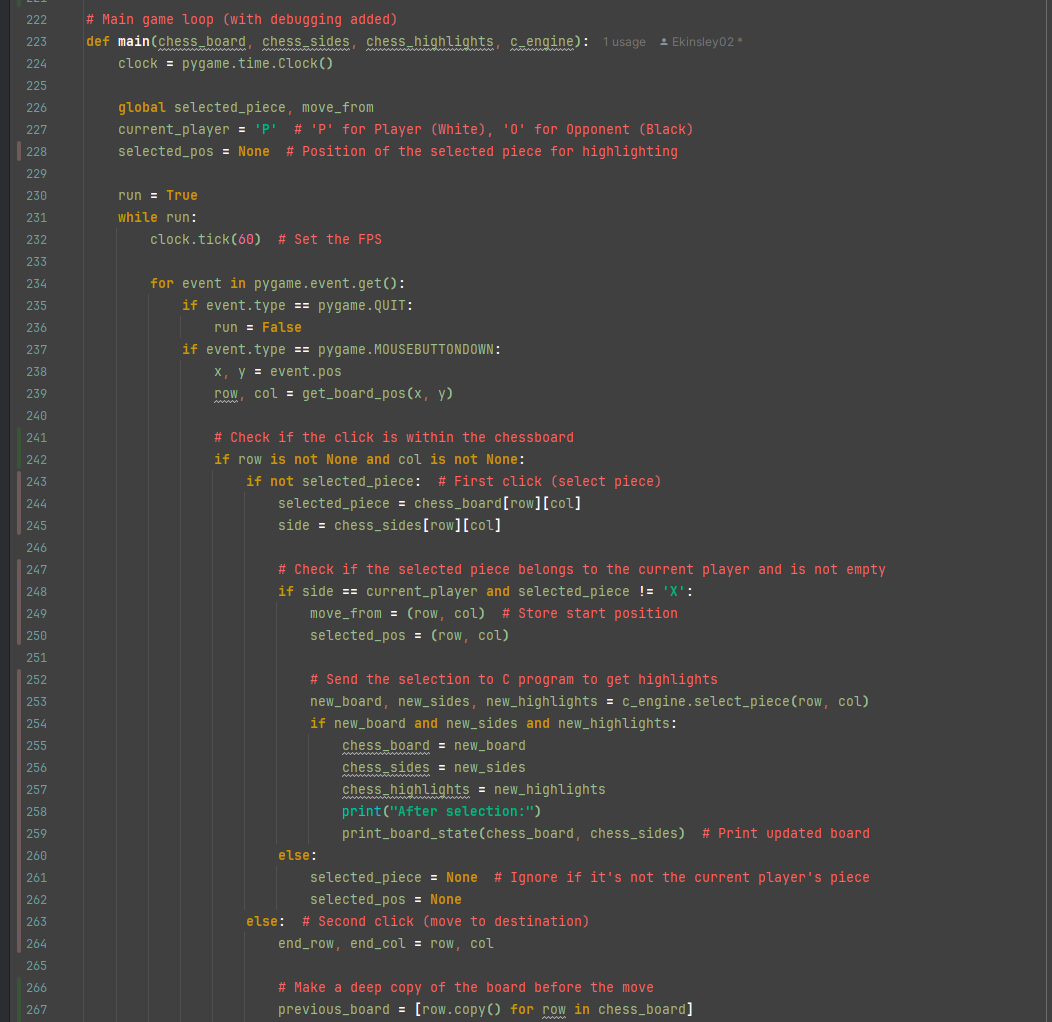 222 # Main game loop (with debugging added)
223 def main(chess_board, chess_sides, chess_highlights, c_engine): 1 usage Ekinsley02 *
224 clock = pygame.time.Clock()
225
226 global selected_piece, move_from
227 current_player = 'P' # 'P' for Player (White), 'O' for Opponent (Black)
228 selected_pos = None # Position of the selected piece for highlighting
229
230 run = True
231 while run:
232 clock.tick(60) # Set the FPS
233
234 for event in pygame.event.get():
235 if event.type == pygame.QUIT:
236 run = False
237 if event.type == pygame.MOUSEBUTTONDOWN:
238 x, y = event.pos
239 row, col = get_board_pos(x, y)
240
241 # Check if the click is within the chessboard
242 if row is not None and col is not None:
243 if not selected_piece: # First click (select piece)
244 selected_piece = chess_board[row][col]
245 side = chess_sides[row][col]
246
247 # Check if the selected piece belongs to the current player and is not empty
248 if side == current_player and selected_piece != 'X':
249 move_from = (row, col) # Store start position
250 selected_pos = (row, col)
251
252 # Send the selection to C program to get highlights
253 new_board, new_sides, new_highlights = c_engine.select_piece(row, col)
254 if new_board and new_sides and new_highlights:
255 chess_board = new_board
256 chess_sides = new_sides
257 chess_highlights = new_highlights
258 print("After selection:")
259 print_board_state(chess_board, chess_sides) # Print updated board
260 else:
261 selected_piece = None # Ignore if it's not the current player's piece
262 selected_pos = None
263 else: # Second click (move to destination)
264 end_row, end_col = row, col
265
266 # Make a deep copy of the board before the move
267 previous_board = [row.copy() for row in chess_board]